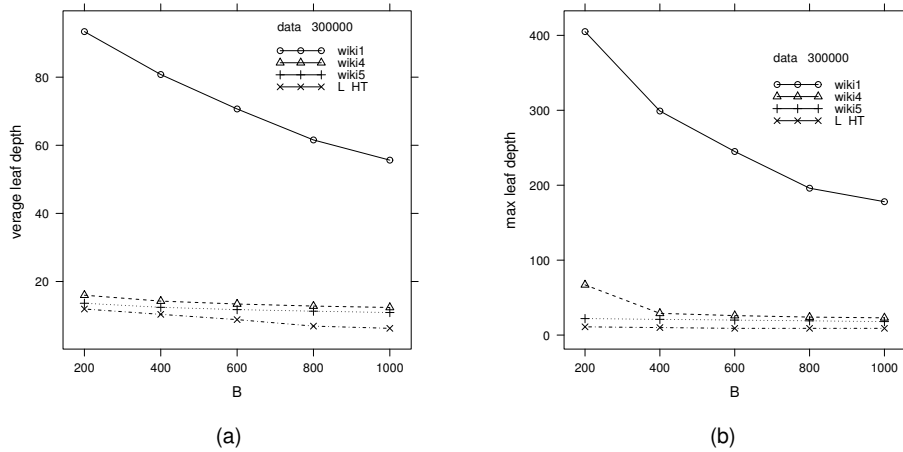 data 300000
wiki1
wiki4
wiki5
L HT
80
60
40
20
verage leaf depth
200 400 600 800 1000
B
(a)
data 300000
wiki1
wiki4
wiki5
L HT
400
300
200
100
0
max leaf depth
200 400 600 800 1000
B
(b)